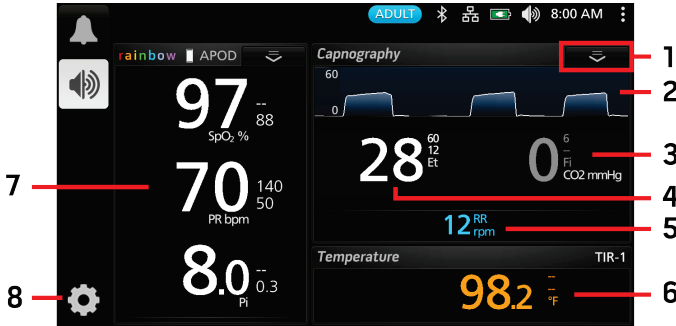 ADULT 8:00 AM
rainbow APOD
97 -- 88
SpO₂ %
70 140 50
PR bpm
8.0 -- 0.3
Pi
Capnography
60
0
28 60 12 Et
0 6 -- Fi
CO2 mmHg
12 RR rpm
Temperature TIR-1
98.2 -- -- °F
1
2
3
4
5
6
7
8